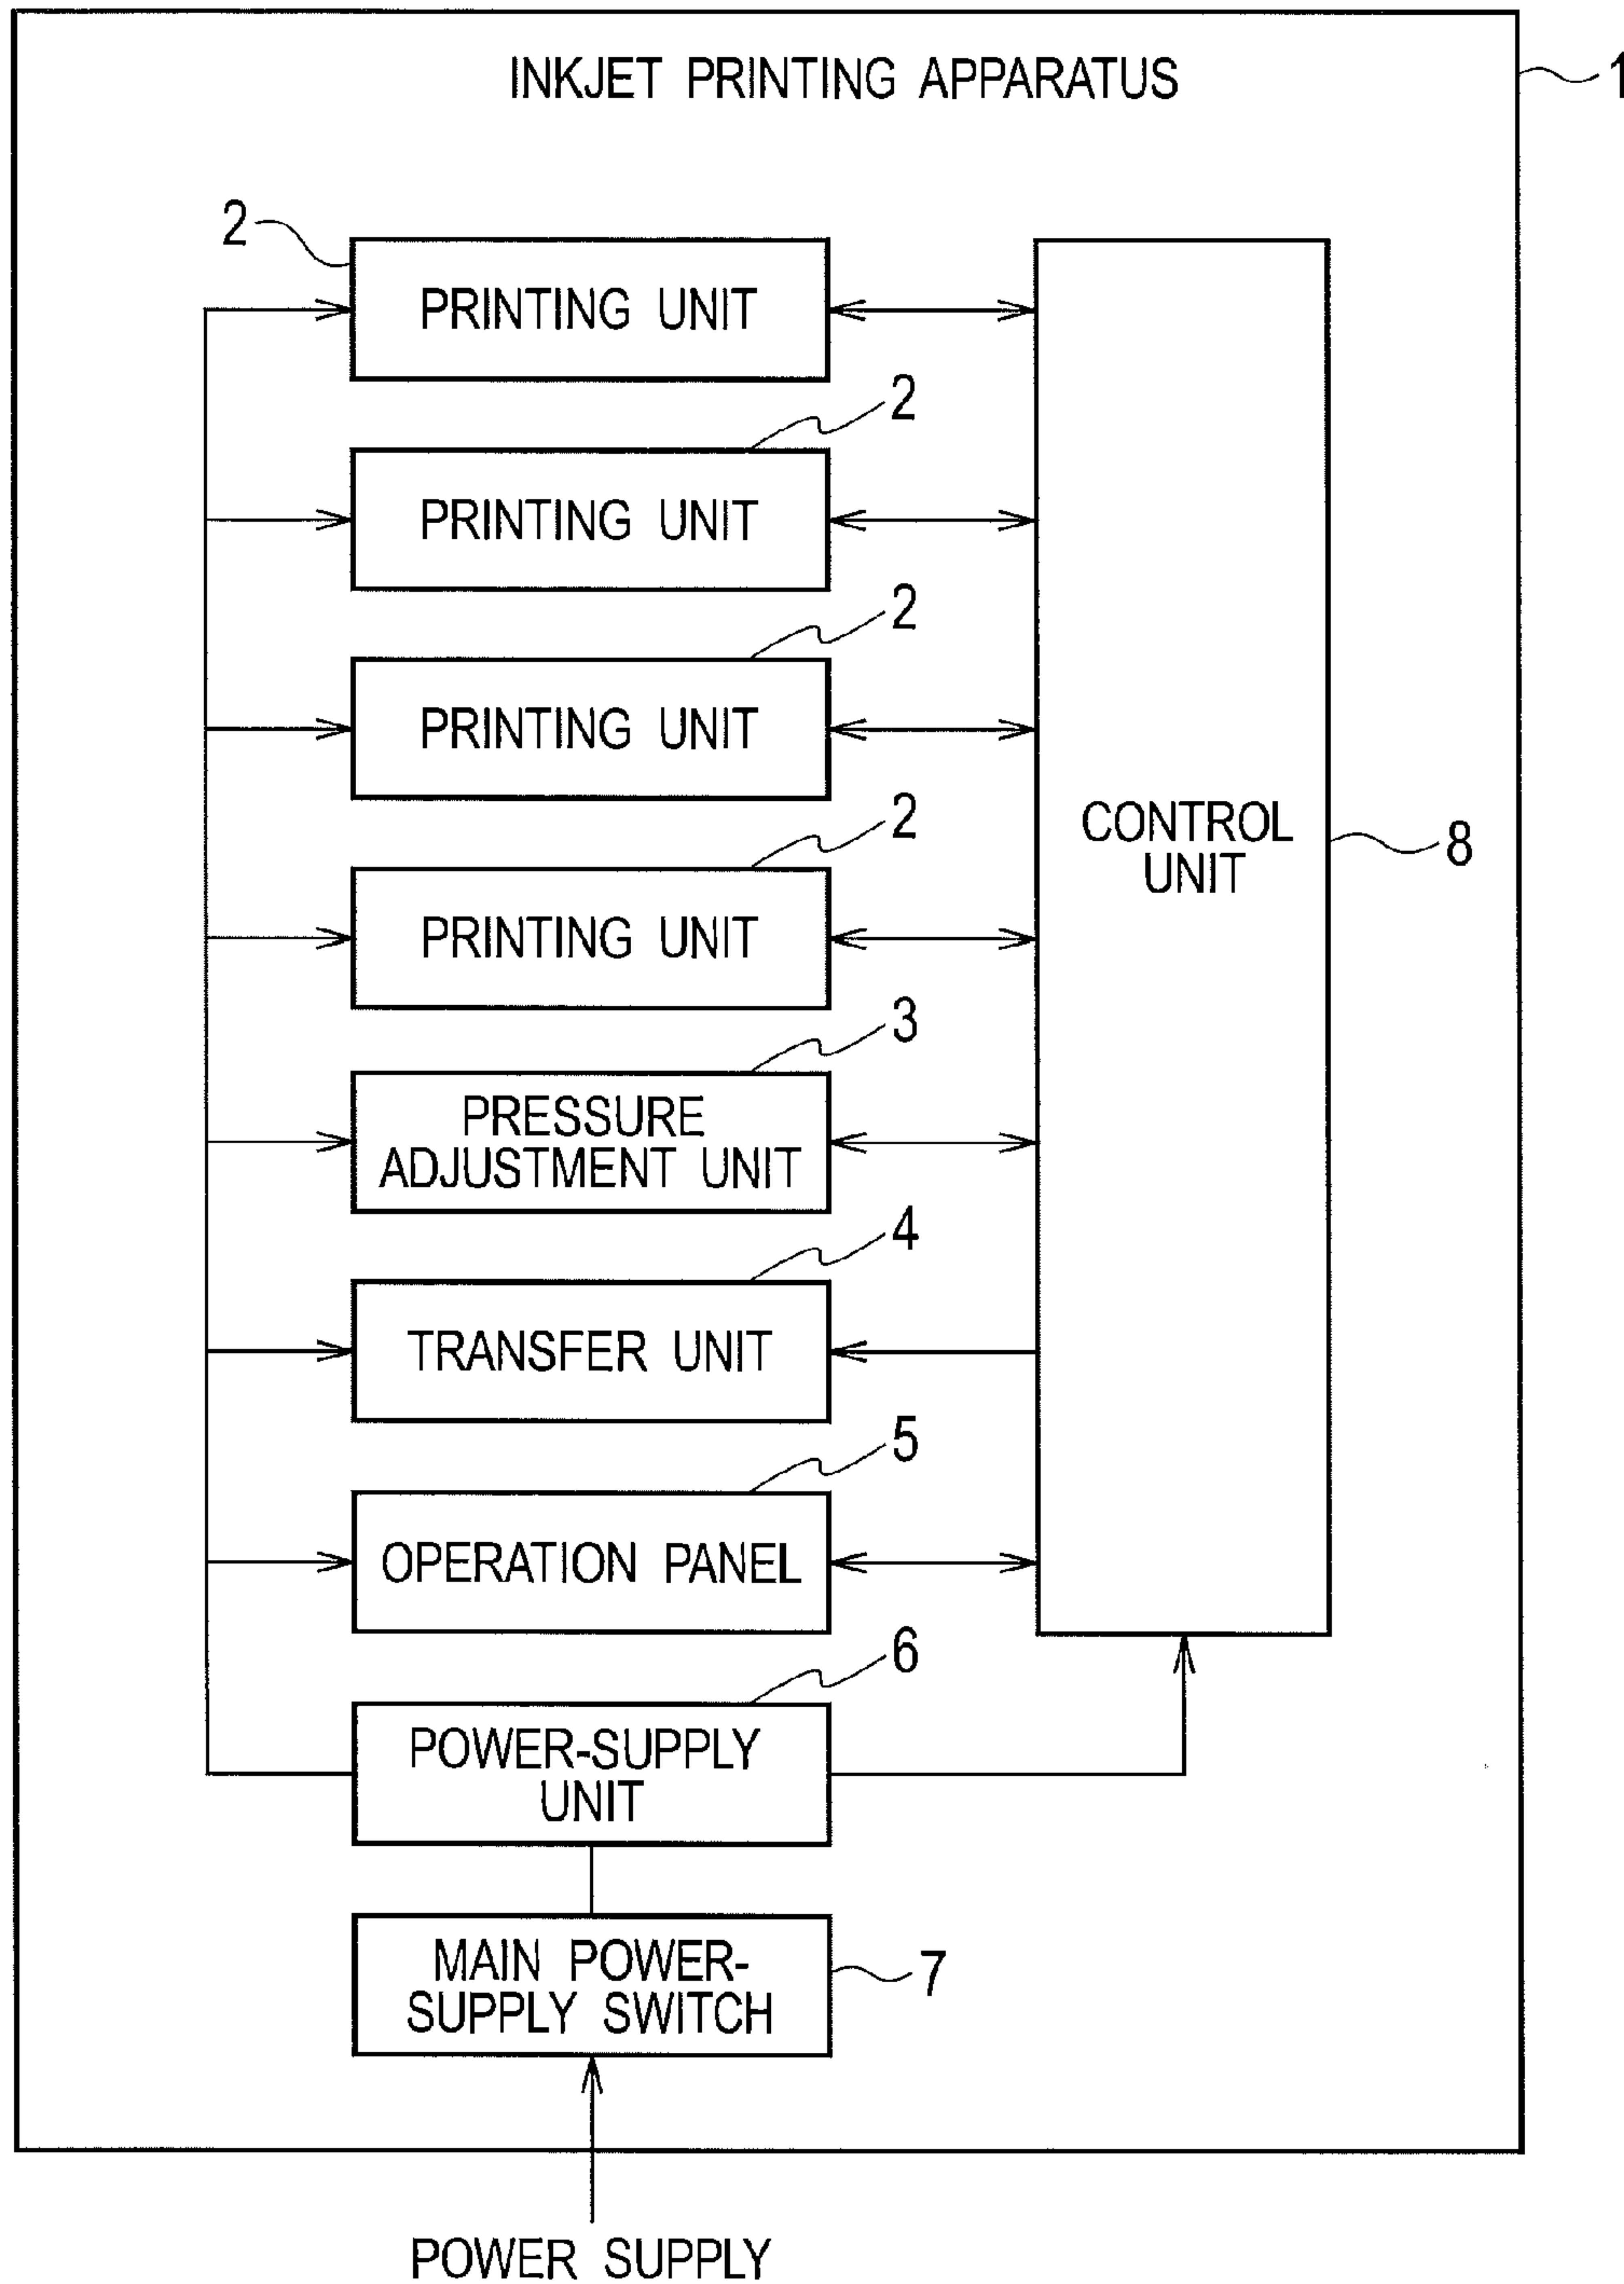 INKJET PRINTING APPARATUS
1
2
PRINTING UNIT
2
PRINTING UNIT
2
PRINTING UNIT
2
PRINTING UNIT
CONTROL
UNIT
8
3
PRESSURE
ADJUSTMENT UNIT
4
TRANSFER UNIT
5
OPERATION PANEL
6
POWER-SUPPLY
UNIT
MAIN POWER-
SUPPLY SWITCH
7
POWER SUPPLY